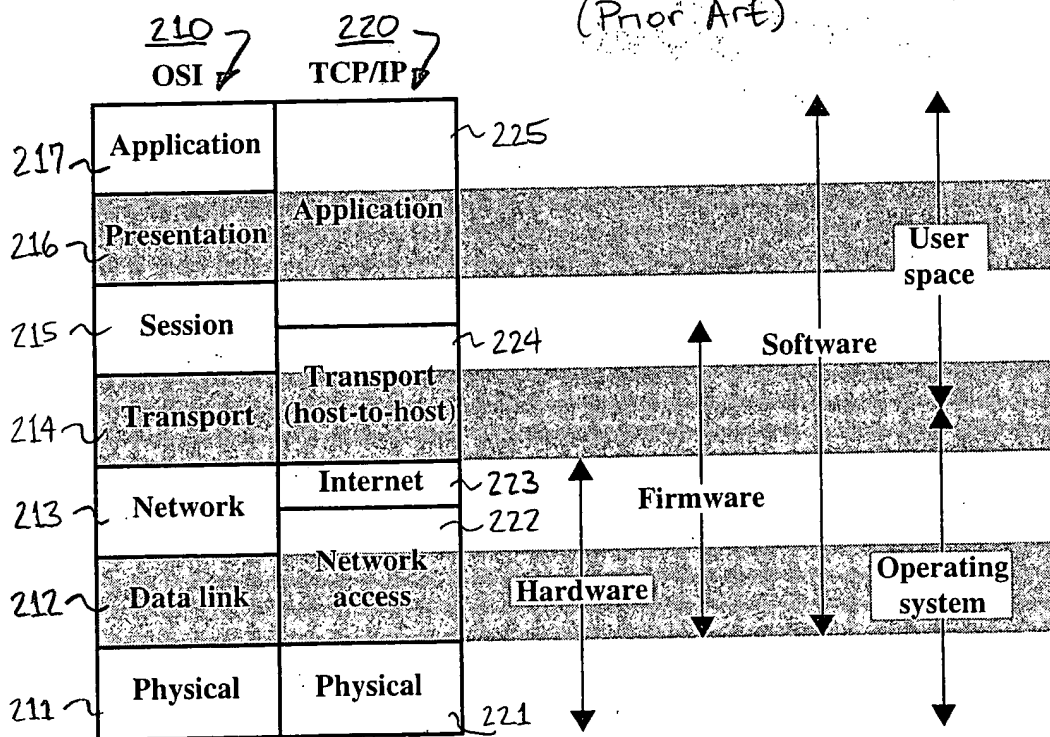 (Prior Art)
210 220
OSI TCP/IP
217 Application 225
216 Presentation Application
User space
215 Session 224
Software
214 Transport Transport (host-to-host)
213 Network Internet 223
222
Firmware
212 Data link Network access
Hardware
Operating system
211 Physical Physical 221